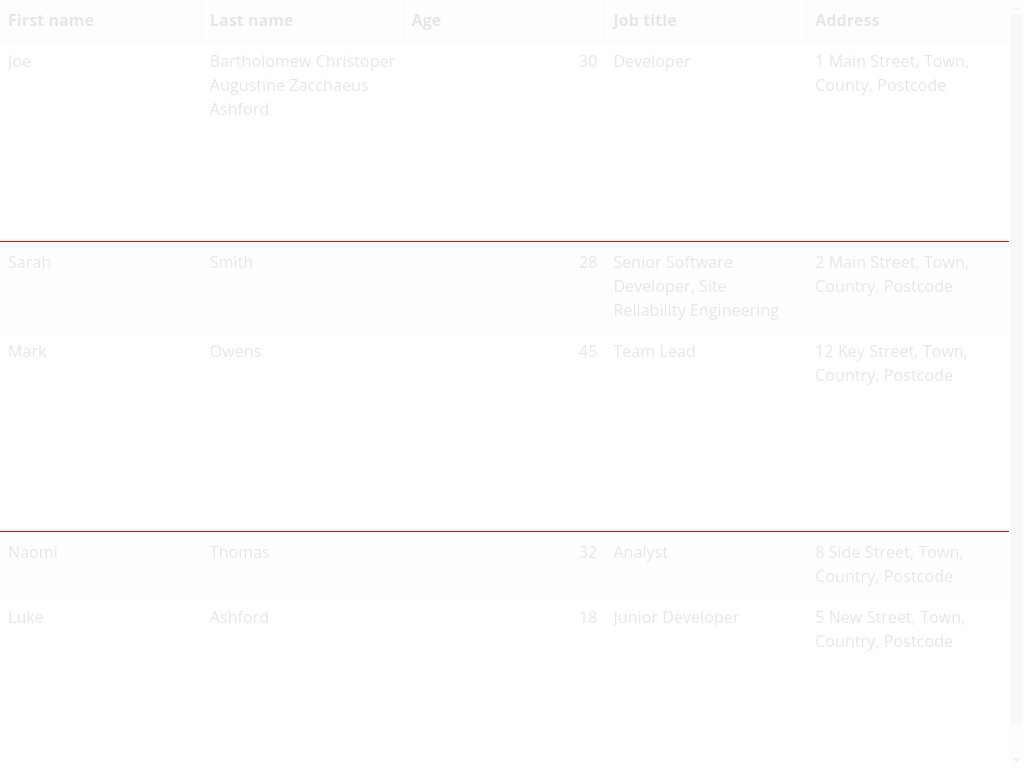 First name Last name Age Job title Address
Joe Bartholomew Christoper 30 Developer 1 Main Street, Town,
Augustine Zacchaeus County, Postcode
Ashford
Sarah Smith 28 Senior Software 2 Main Street, Town,
Developer, Site Country, Postcode
Reliability Engineering
Mark Owens 45 Team Lead 12 Key Street, Town,
Country, Postcode
Naomi Thomas 32 Analyst 8 Side Street, Town,
Country, Postcode
Luke Ashford 18 Junior Developer 5 New Street, Town,
Country, Postcode